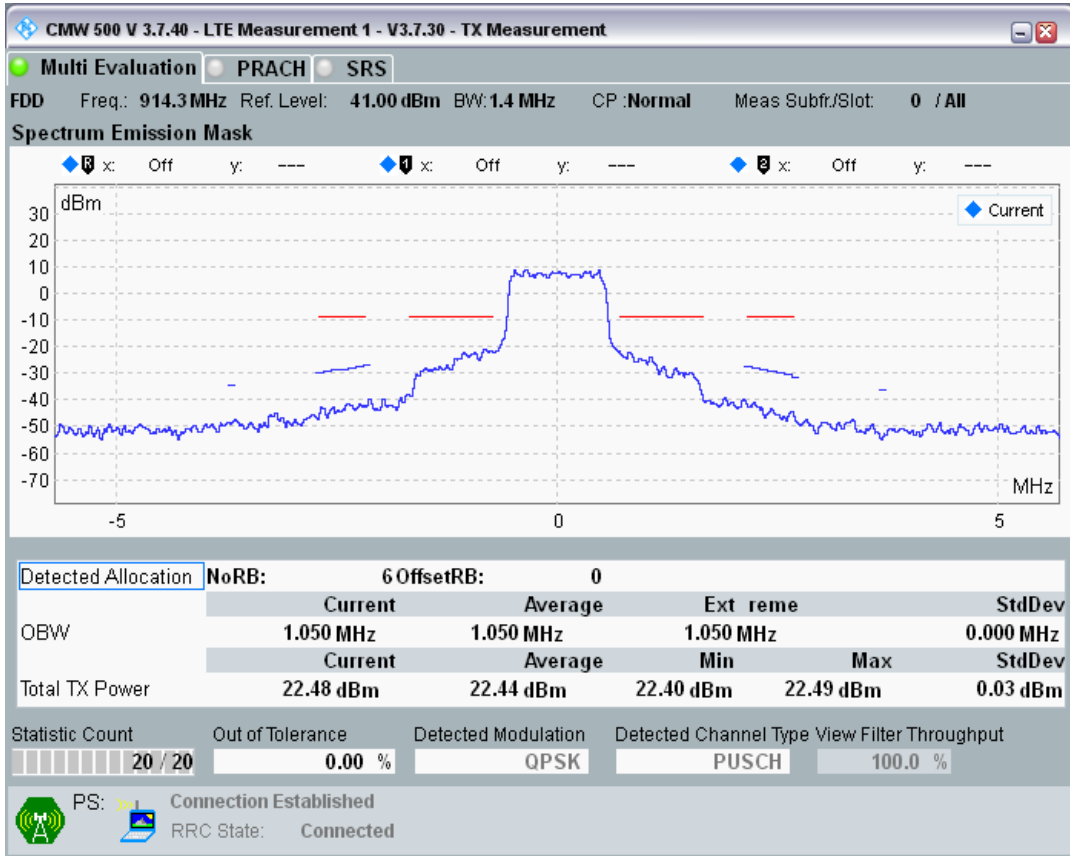 CMW 500 V 3.7.40 - LTE Measurement 1 - V3.7.30 - TX Measurement
Multi Evaluation PRACH SRS
FDD Freq.: 914.3 MHz Ref. Level: 41.00 dBm BW: 1.4 MHz CP :Normal Meas Subfr./Slot: 0 / All
Spectrum Emission Mask
R x: Off y: --- 1 x: Off y: --- 2 x: Off y: ---
dBm
Current
30
20
10
0
-10
-20
-30
-40
-50
-60
-70
MHz
-5 0 5
Detected Allocation NoRB: 6 OffsetRB: 0
Current Average Ext reme StdDev
OBW 1.050 MHz 1.050 MHz 1.050 MHz 0.000 MHz
Current Average Min Max StdDev
Total TX Power 22.48 dBm 22.44 dBm 22.40 dBm 22.49 dBm 0.03 dBm
Statistic Count Out of Tolerance Detected Modulation Detected Channel Type View Filter Throughput
20 / 20 0.00 % QPSK PUSCH 100.0 %
PS: Connection Established
RRC State: Connected